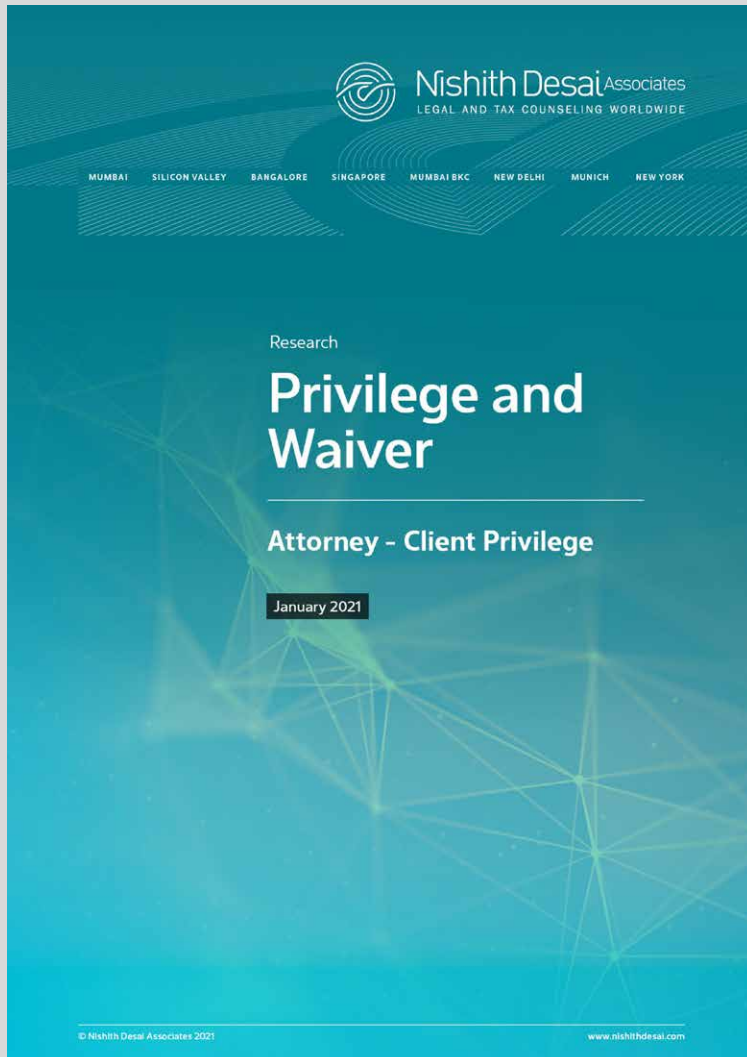 Nishith Desai Associates
LEGAL AND TAX COUNSELING WORLDWIDE
MUMBAI SILICON VALLEY BANGALORE SINGAPORE MUMBAI BKC NEW DELHI MUNICH NEW YORK
Research
Privilege and
Waiver
Attorney - Client Privilege
January 2021
© Nishith Desai Associates 2021 www.nishithdesai.com